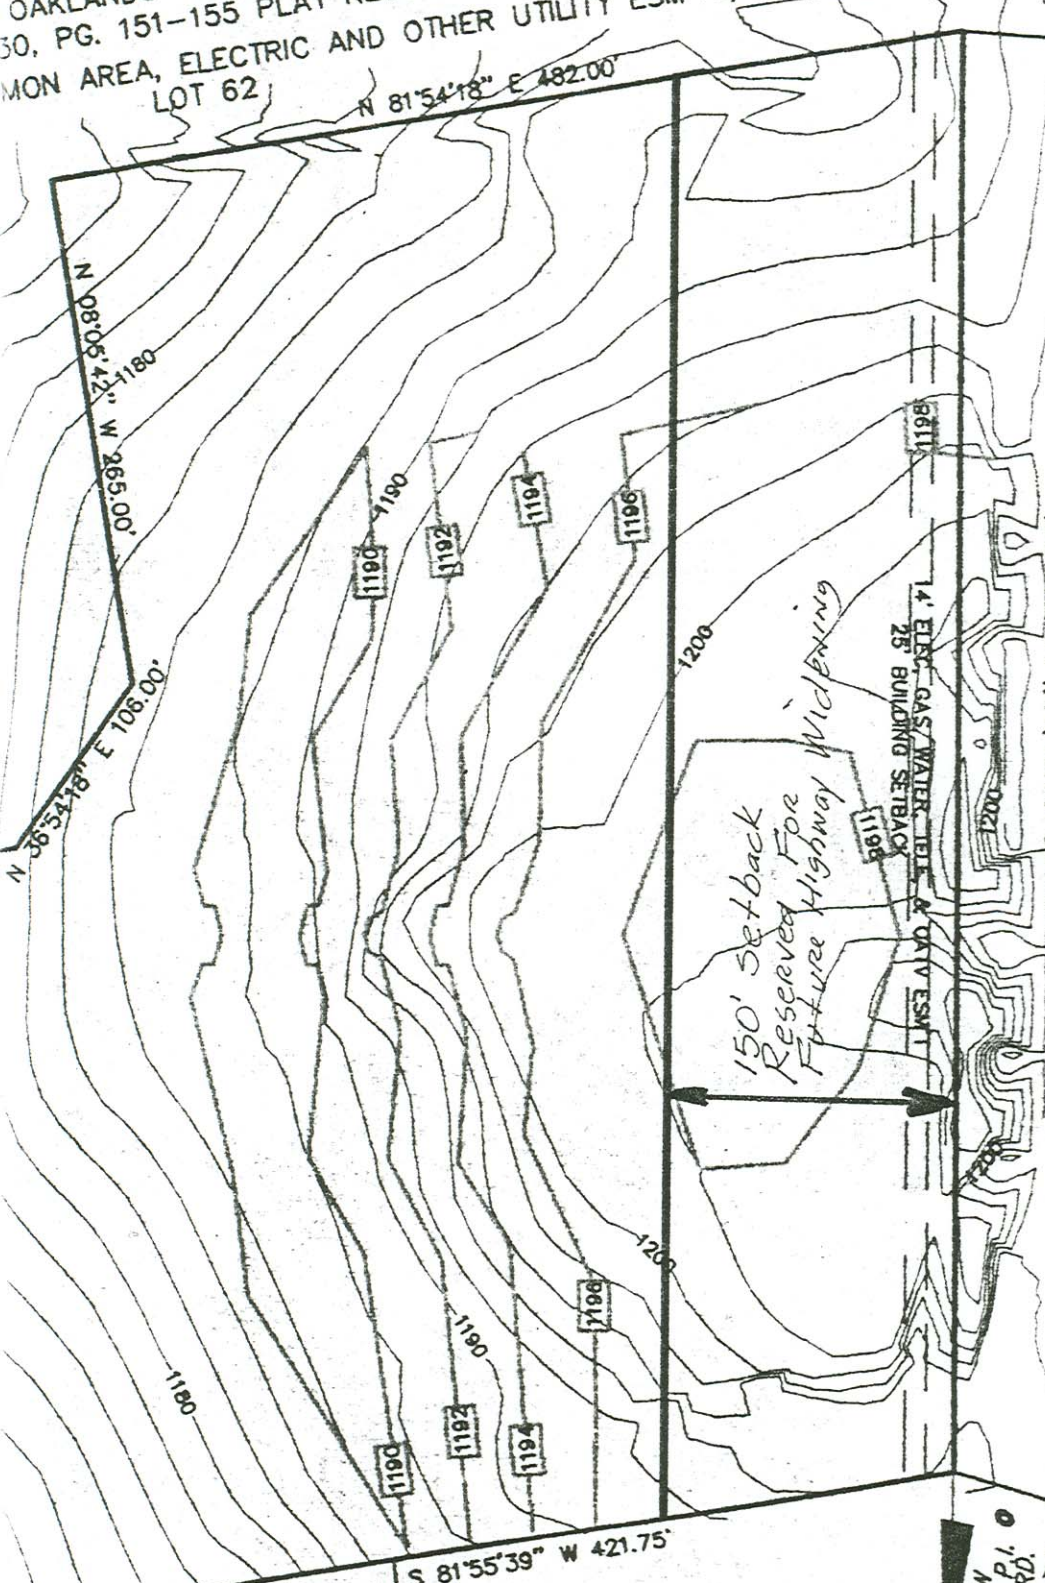 30, PG. 151-155 PLAT
MON AREA, ELECTRIC AND OTHER UTILITY
LOT 62
N 81°54'18" E 482.00'
N 08°05'42" W 265.00'
1180
1190
1190
1192
1194
1196
1198
1200
14' ELEC, GAS, WATER, TELE, & CATV ESMT
25' BUILDING SETBACK
N 36°54'18" E 106.00'
150' Setback
Reserved For
Future Highway Widening
1198
1200
1200
1200
1196
1190
1180
1192
1194
1190
S 81°55'39" W 421.75'
P.I.
RD.